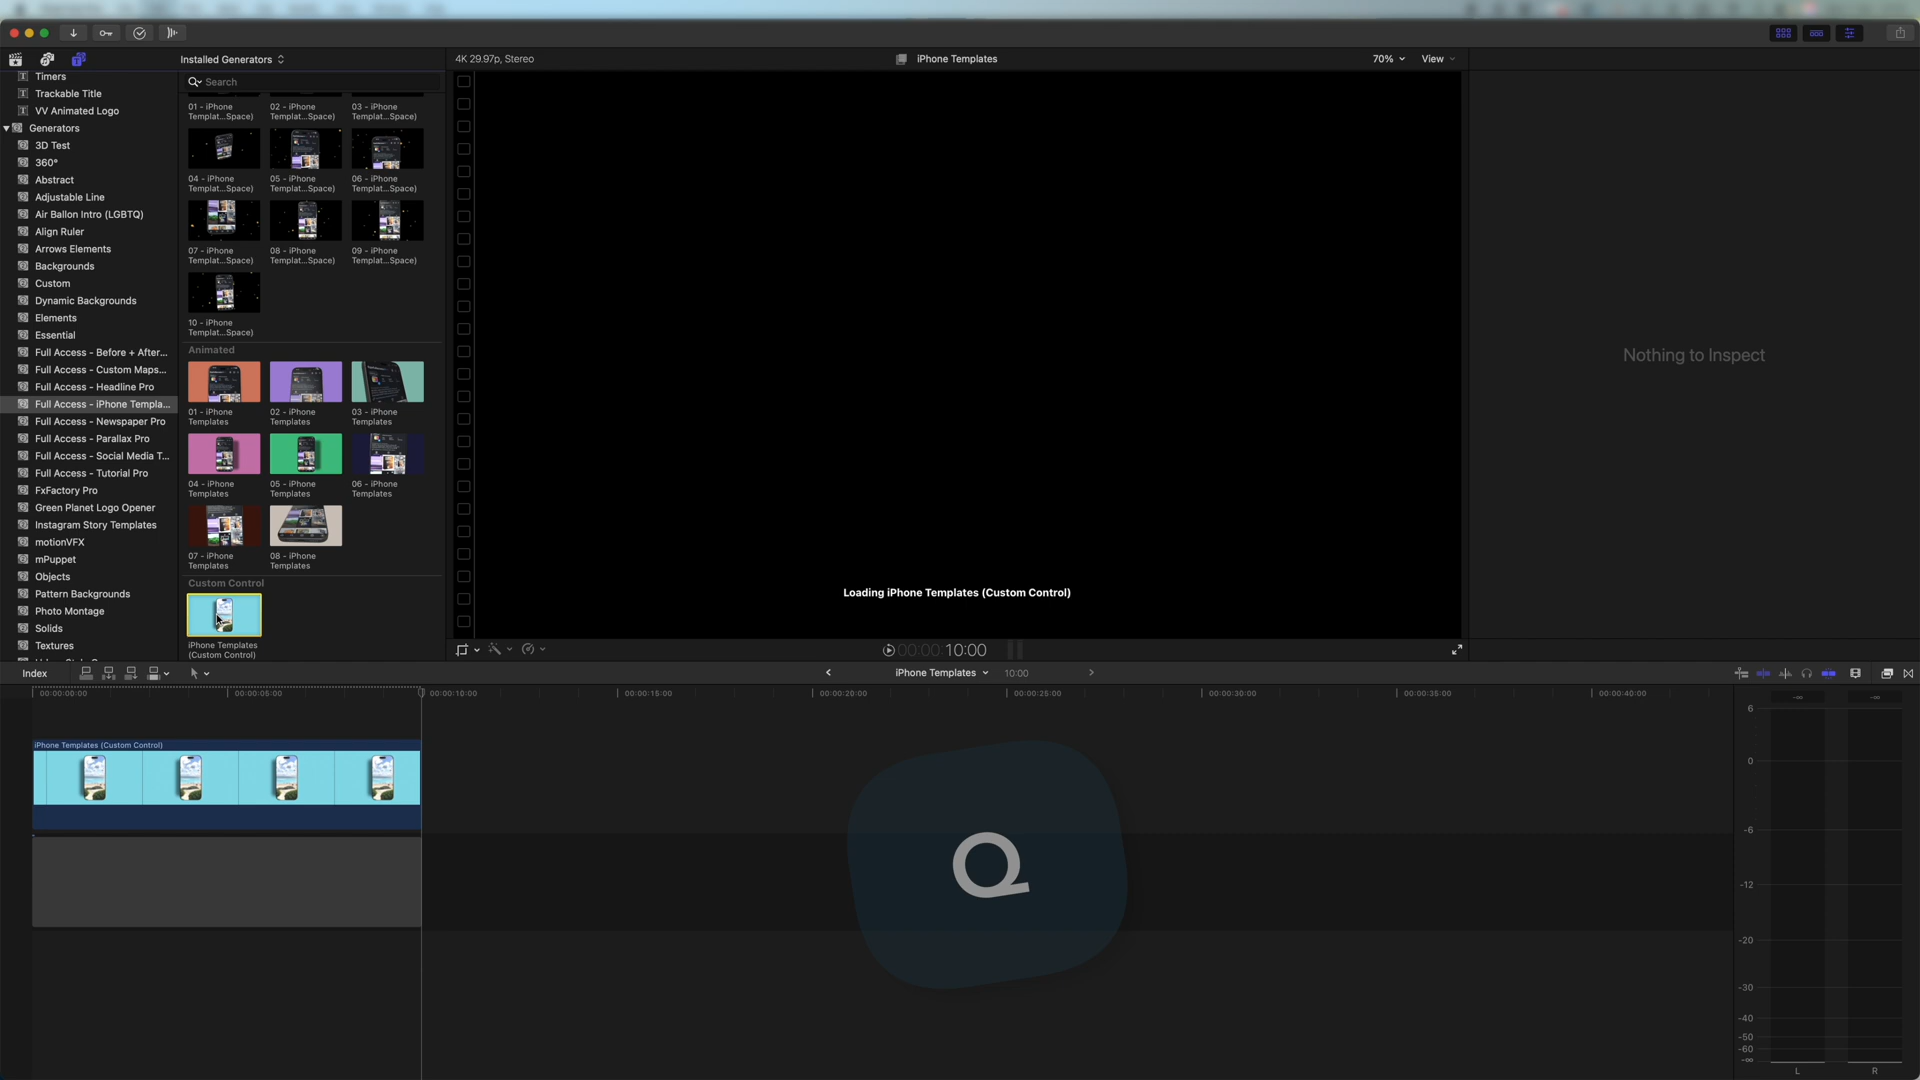 Installed Generators
4K 29.97p, Stereo
iPhone Templates
70%
View
Search
Timers
Trackable Title
VV Animated Logo
Generators
3D Test
360°
Abstract
Adjustable Line
Air Ballon Intro (LGBTQ)
Align Ruler
Arrows Elements
Backgrounds
Custom
Dynamic Backgrounds
Elements
Essential
Full Access - Before + After...
Full Access - Custom Maps...
Full Access - Headline Pro
Full Access - iPhone Templa...
Full Access - Newspaper Pro
Full Access - Parallax Pro
Full Access - Social Media T...
Full Access - Tutorial Pro
FxFactory Pro
Green Planet Logo Opener
Instagram Story Templates
motionVFX
mPuppet
Objects
Pattern Backgrounds
Photo Montage
Solids
Textures
01 - iPhone
Templat...Space)
02 - iPhone
Templat...Space)
03 - iPhone
Templat...Space)
04 - iPhone
Templat...Space)
05 - iPhone
Templat...Space)
06 - iPhone
Templat...Space)
07 - iPhone
Templat...Space)
08 - iPhone
Templat...Space)
09 - iPhone
Templat...Space)
10 - iPhone
Templat...Space)
Animated
01 - iPhone
Templates
02 - iPhone
Templates
03 - iPhone
Templates
04 - iPhone
Templates
05 - iPhone
Templates
06 - iPhone
Templates
07 - iPhone
Templates
08 - iPhone
Templates
Custom Control
iPhone Templates
(Custom Control)
Loading iPhone Templates (Custom Control)
Nothing to Inspect
00:00:10:00
Index
iPhone Templates
10:00
00:00:00:00
00:00:05:00
00:00:10:00
00:00:15:00
00:00:20:00
00:00:25:00
00:00:30:00
00:00:35:00
00:00:40:00
iPhone Templates (Custom Control)
Q
-∞
-∞
6
0
-6
-12
-20
-30
-40
-50
-60
-∞
L
R